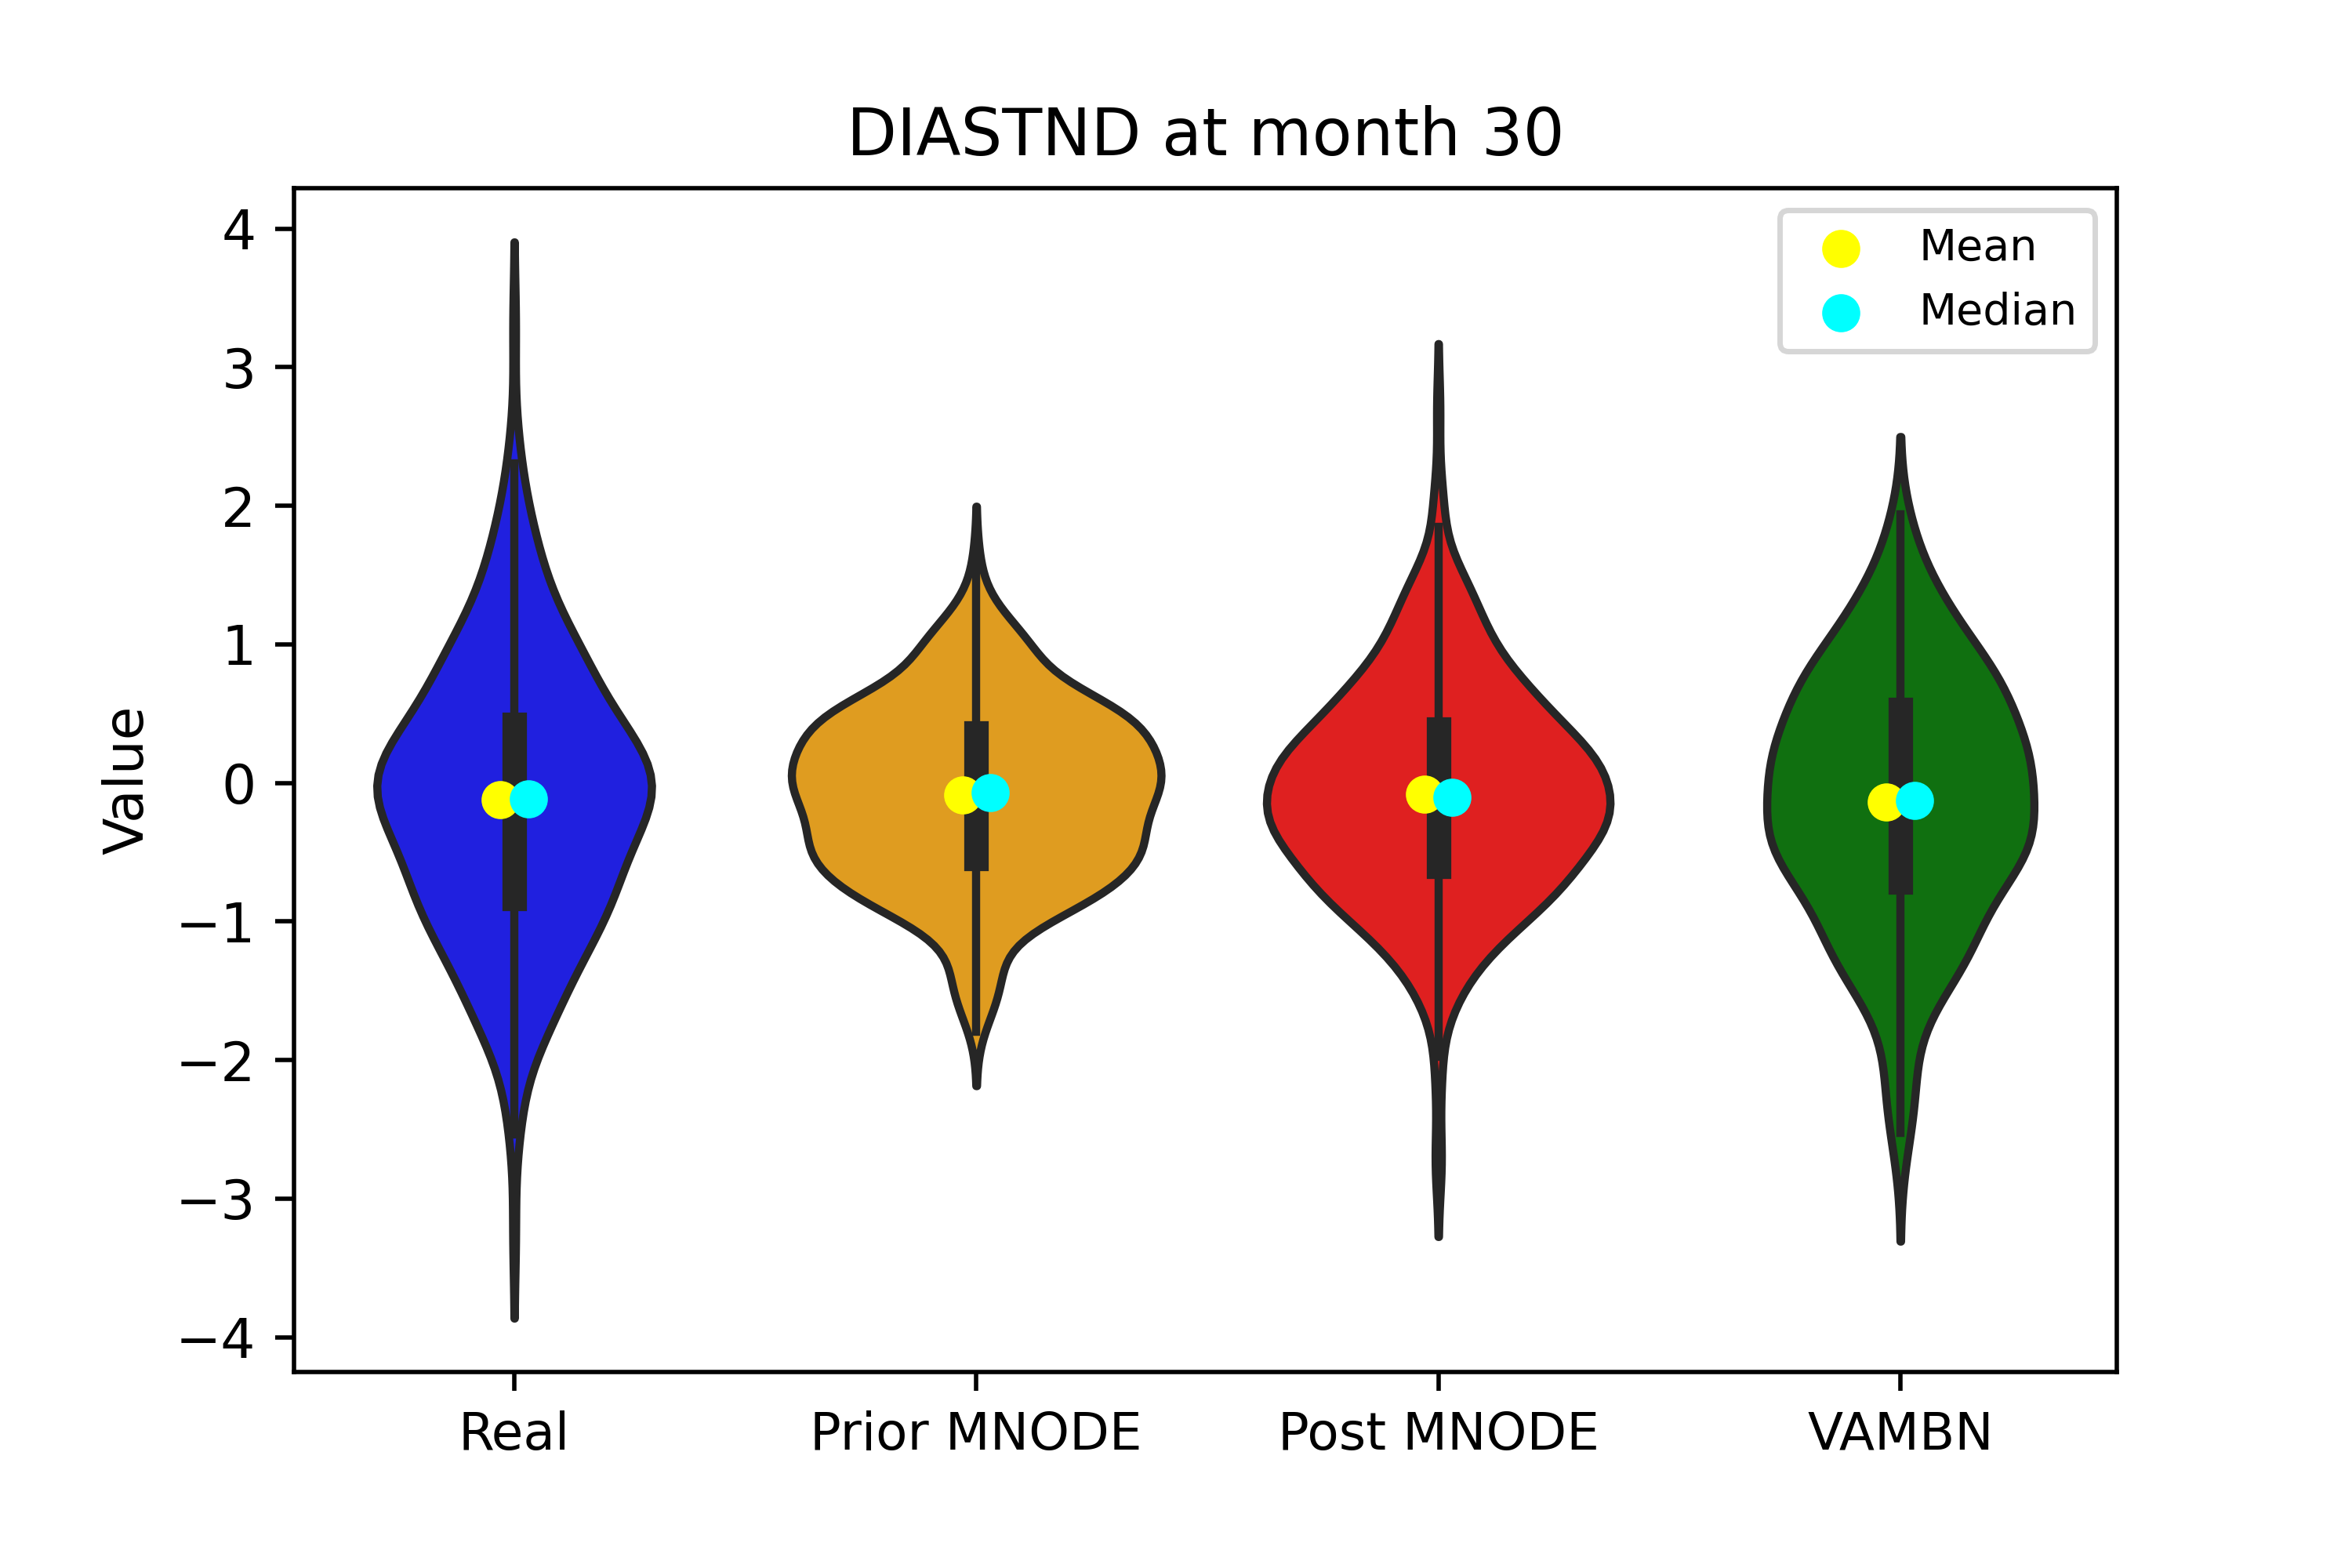 DIASTND at month 30
Mean
Median
Value
4
3
2
1
0
−1
−2
−3
−4
Real
Prior MNODE
Post MNODE
VAMBN